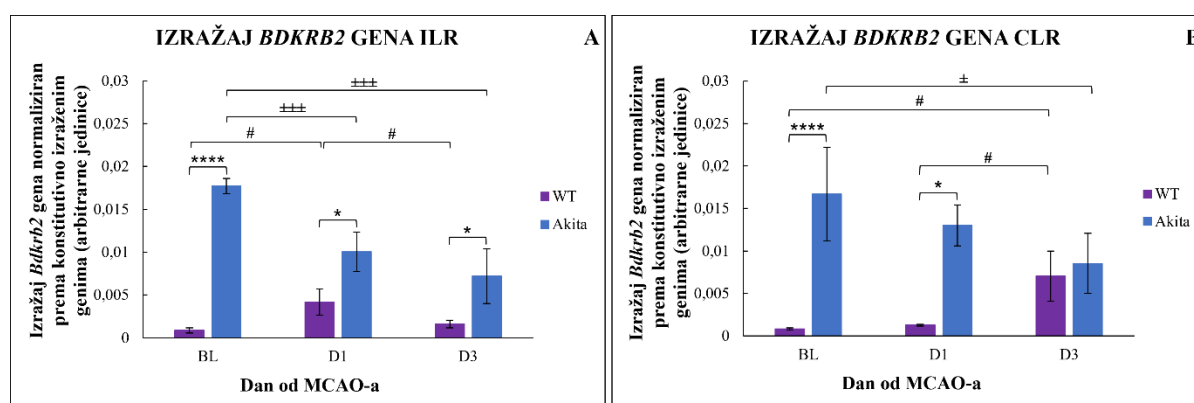 IZRAŽAJ BDKRB2 GENA ILR
A
Izražaj Bdkrb2 gena normaliziran
prema konstitutivno izraženim
genima (arbitrarne jedinice)
0,03
0,025
0,02
0,015
0,01
0,005
0
‡‡‡
‡‡‡
#
#
****
*
*
BL
D1
D3
Dan od MCAO-a
WT
Akita
IZRAŽAJ BDKRB2 GENA CLR
Izražaj Bdkrb2 gena normaliziran
prema konstitutivno izraženim
genima (arbitrarne jedinice)
0,03
0,025
0,02
0,015
0,01
0,005
0
‡
#
****
#
*
BL
D1
D3
Dan od MCAO-a
WT
Akita